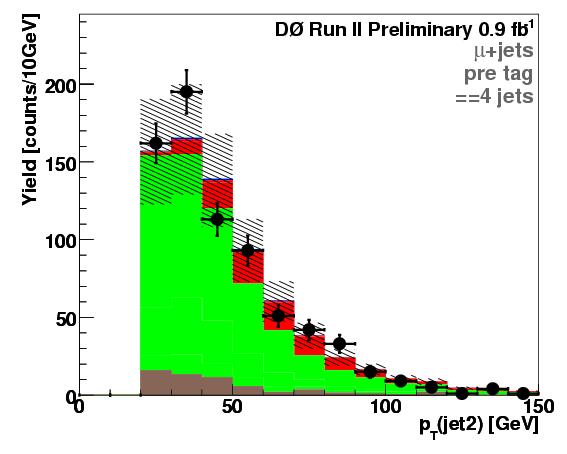 DØ Run II Preliminary 0.9 fb-1
μ+jets
pre tag
==4 jets
Yield [counts/10GeV]
200
150
100
50
0
0 50 100 150
pT(jet2) [GeV]